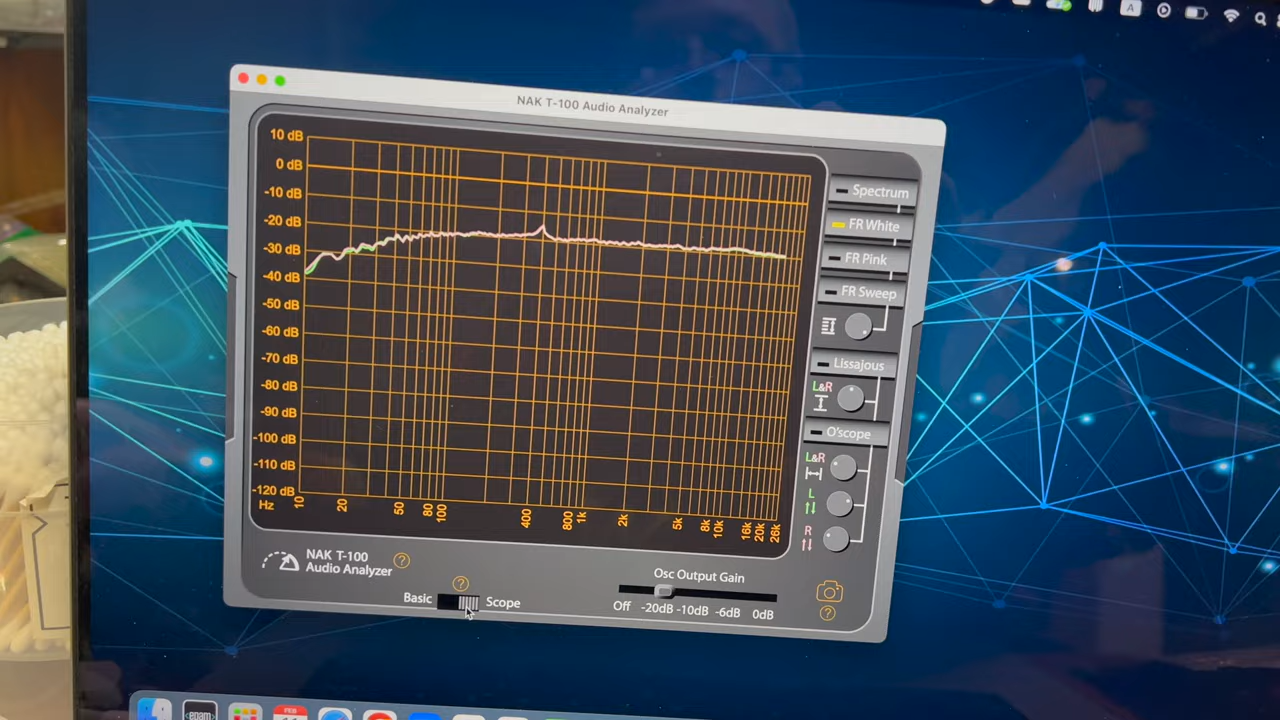 A
NAK T-100 Audio Analyzer
10 dB
0 dB
-10 dB
-20 dB
-30 dB
-40 dB
-50 dB
-60 dB
-70 dB
-80 dB
-90 dB
-100 dB
-110 dB
-120 dB
Hz
10
20
50
80
100
400
800
1k
2k
5k
8k
10k
16k
20k
26k
Spectrum
FR White
FR Pink
FR Sweep
Lissajous
L&R
O'scope
L&R
L
R
NAK T-100
Audio Analyzer
?
?
Basic
Scope
Osc Output Gain
Off -20dB -10dB -6dB 0dB
?
epam
FEB